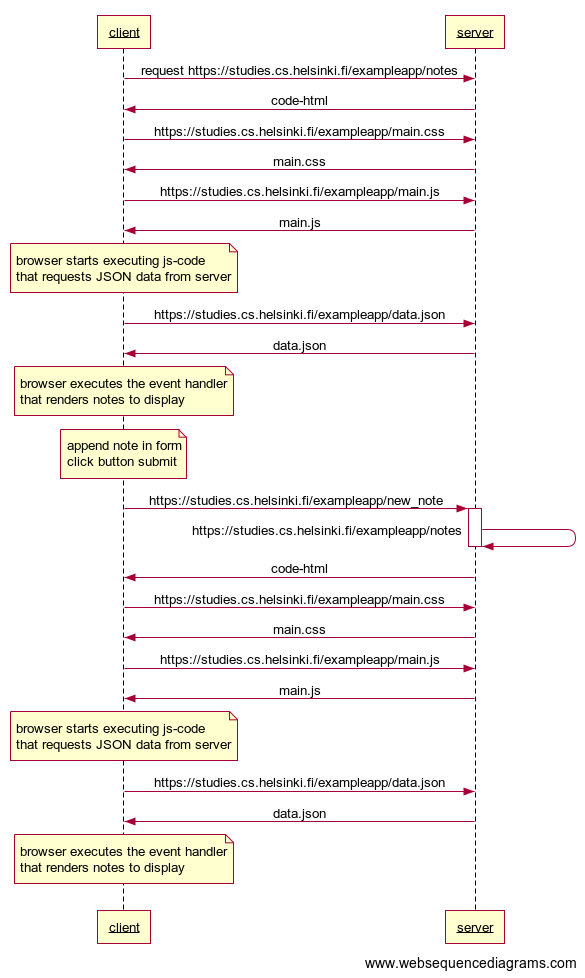 client
server
request https://studies.cs.helsinki.fi/exampleapp/notes
code-html
https://studies.cs.helsinki.fi/exampleapp/main.css
main.css
https://studies.cs.helsinki.fi/exampleapp/main.js
main.js
browser starts executing js-code
that requests JSON data from server
https://studies.cs.helsinki.fi/exampleapp/data.json
data.json
browser executes the event handler
that renders notes to display
append note in form
click button submit
https://studies.cs.helsinki.fi/exampleapp/new_note
https://studies.cs.helsinki.fi/exampleapp/notes
code-html
https://studies.cs.helsinki.fi/exampleapp/main.css
main.css
https://studies.cs.helsinki.fi/exampleapp/main.js
main.js
browser starts executing js-code
that requests JSON data from server
https://studies.cs.helsinki.fi/exampleapp/data.json
data.json
browser executes the event handler
that renders notes to display
client
server
www.websequencediagrams.com